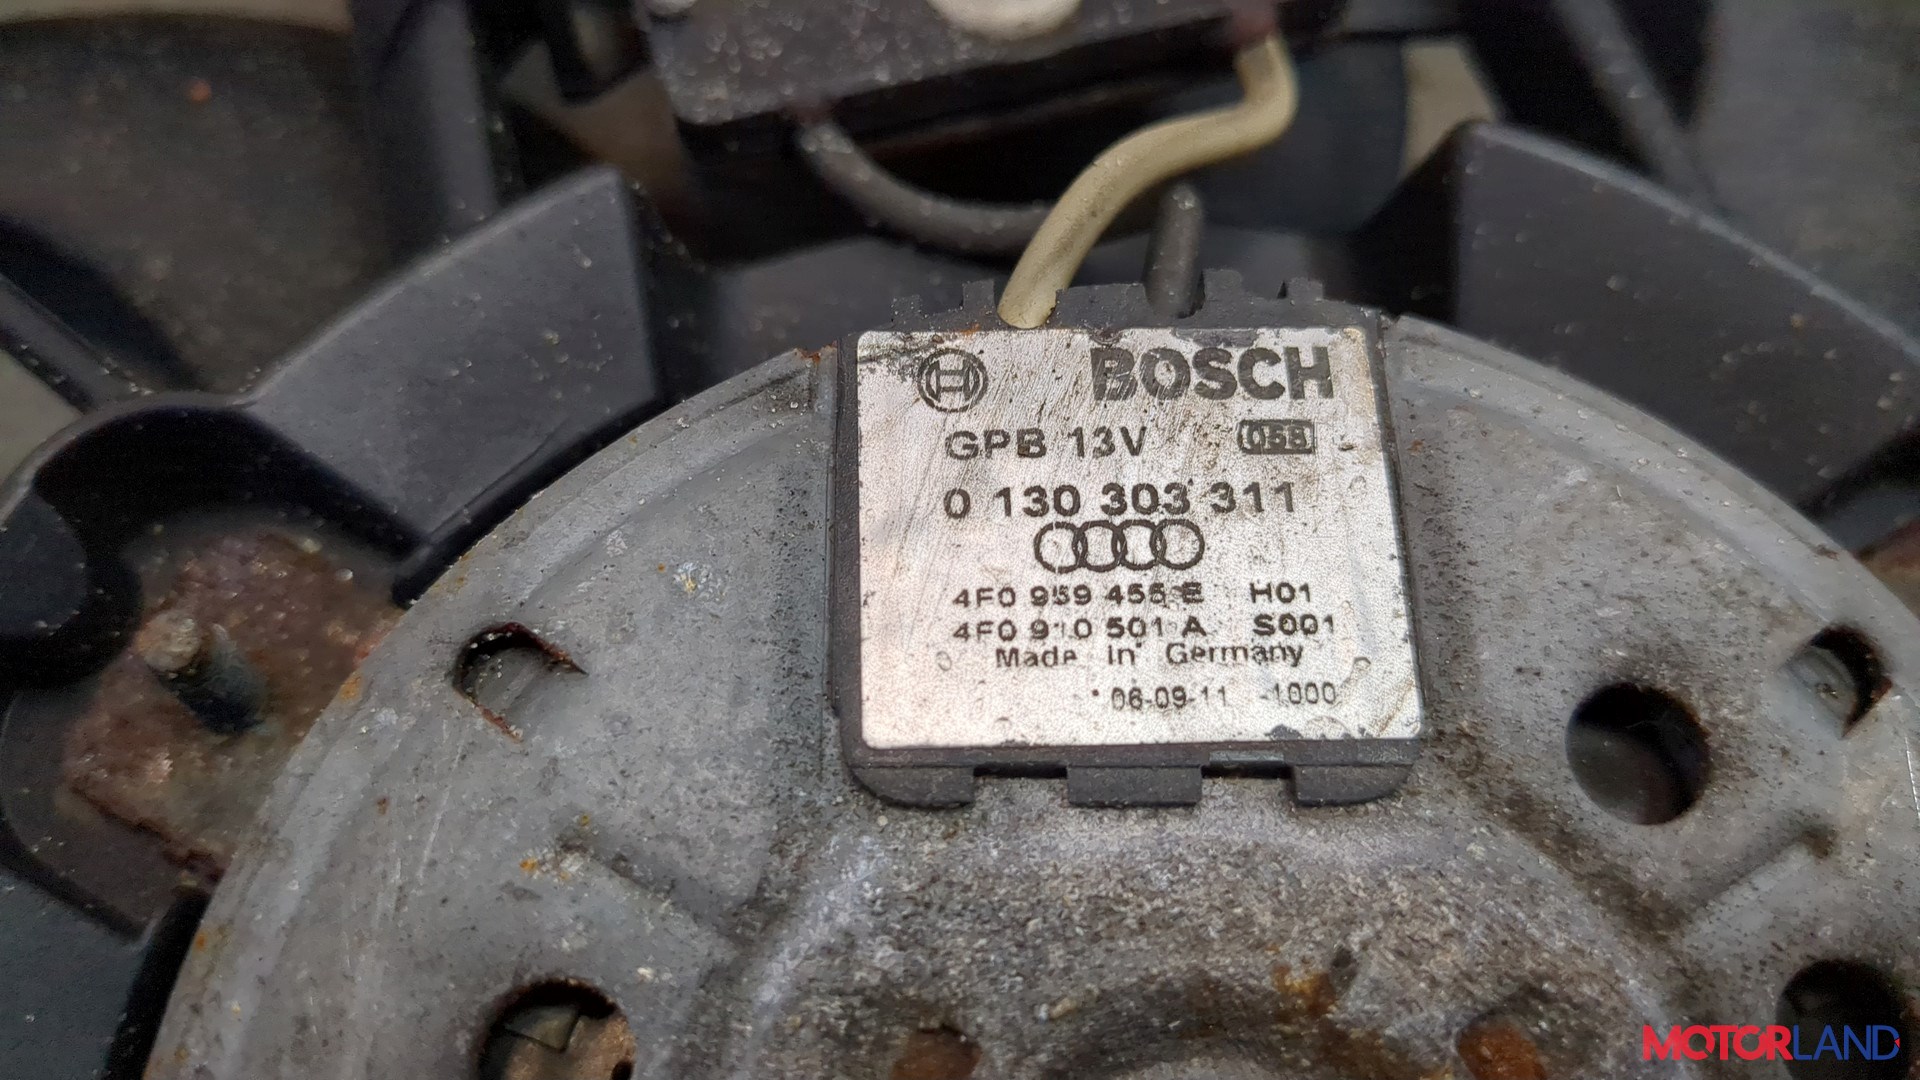 BOSCH
GPB 13V 058
0 130 303 311
4F0 959 455 E H01
4F0 910 501 A S001
Made in Germany
06-09-11 -1000
MOTORLAND